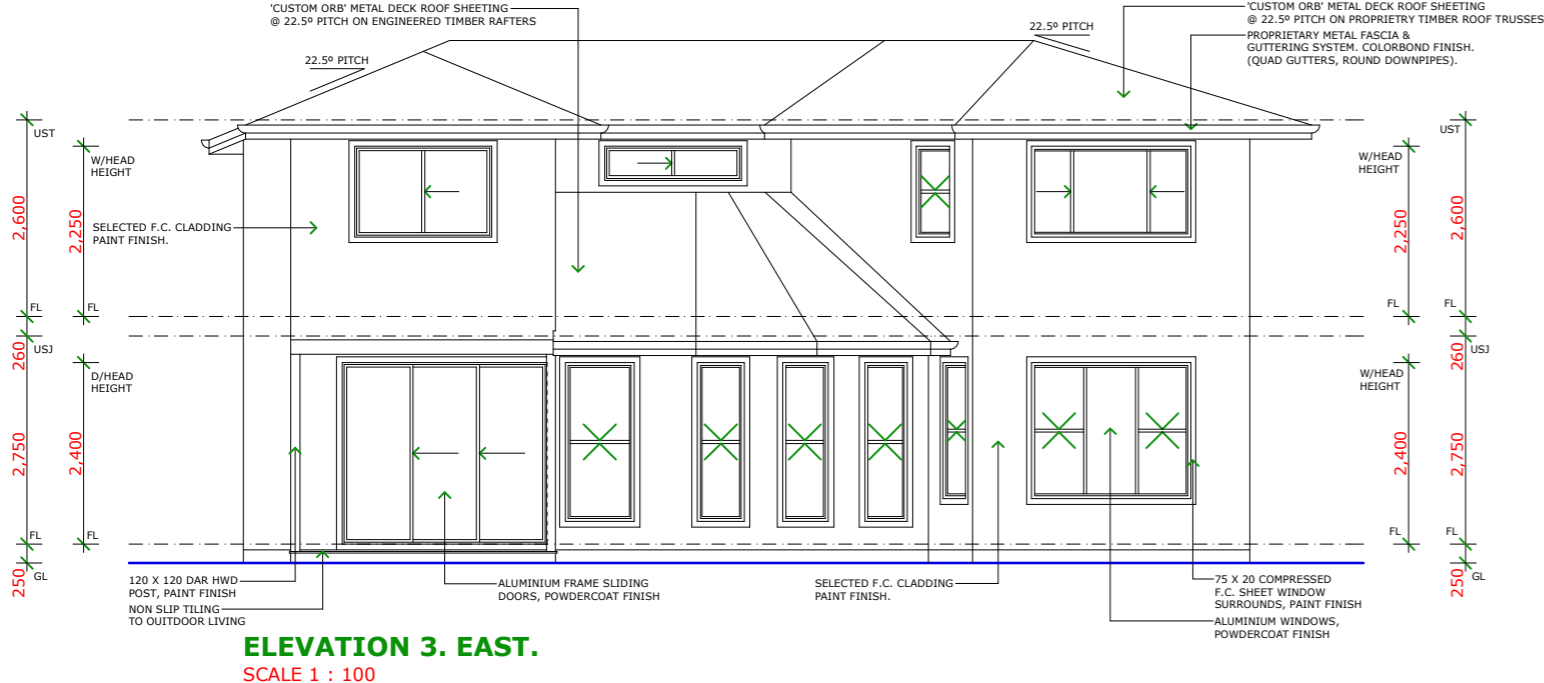 'CUSTOM ORB' METAL DECK ROOF SHEETING
@ 22.5º PITCH ON ENGINEERED TIMBER RAFTERS
'CUSTOM ORB' METAL DECK ROOF SHEETING
@ 22.5º PITCH ON PROPRIETRY TIMBER ROOF TRUSSES
PROPRIETARY METAL FASCIA &
GUTTERING SYSTEM. COLORBOND FINISH.
(QUAD GUTTERS, ROUND DOWNPIPES).
22.5º PITCH
22.5º PITCH
UST
W/HEAD
HEIGHT
2,600
2,250
SELECTED F.C. CLADDING
PAINT FINISH.
FL
FL
260
USJ
D/HEAD
HEIGHT
2,750
2,400
FL
FL
250
GL
UST
W/HEAD
HEIGHT
2,250
2,600
FL
FL
260
USJ
W/HEAD
HEIGHT
2,400
2,750
FL
FL
250
GL
120 X 120 DAR HWD
POST, PAINT FINISH
NON SLIP TILING
TO OUITDOOR LIVING
ALUMINIUM FRAME SLIDING
DOORS, POWDERCOAT FINISH
SELECTED F.C. CLADDING
PAINT FINISH.
75 X 20 COMPRESSED
F.C. SHEET WINDOW
SURROUNDS, PAINT FINISH
ALUMINIUM WINDOWS,
POWDERCOAT FINISH
ELEVATION 3. EAST.
SCALE 1 : 100